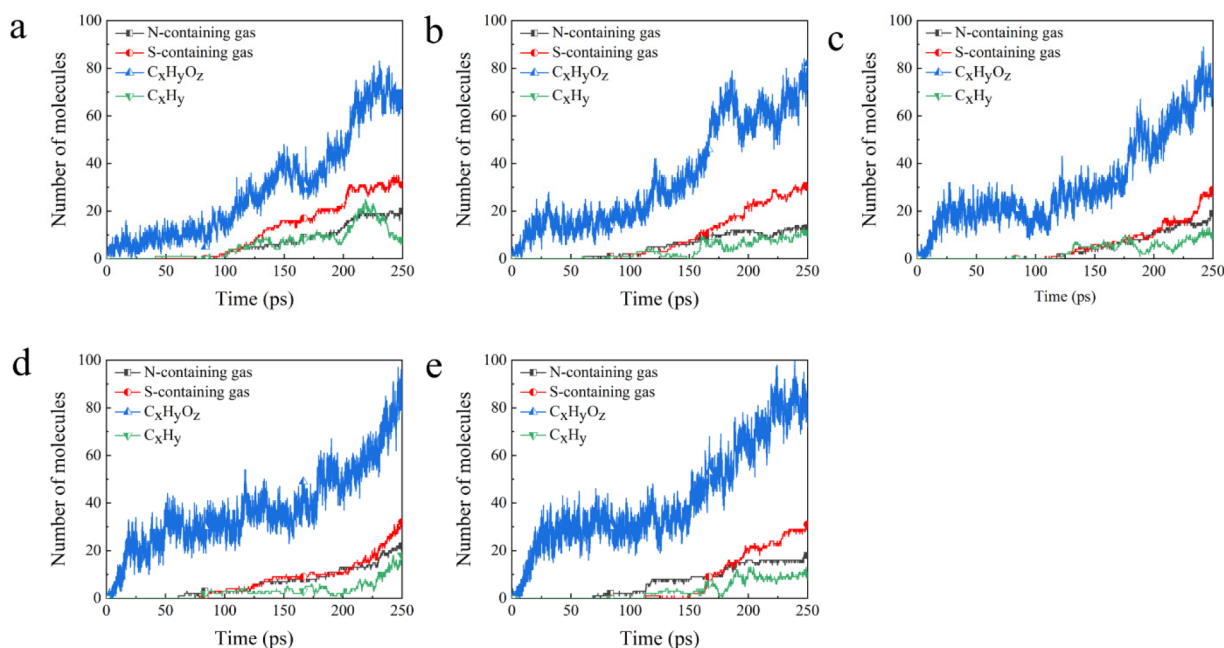 a
N-containing gas
S-containing gas
CxHyOz
CxHy
Number of molecules
100
80
60
40
20
0
0 50 100 150 200 250
Time (ps)
b
N-containing gas
S-containing gas
CxHyOz
CxHy
Number of molecules
100
80
60
40
20
0
0 50 100 150 200 250
Time (ps)
c
N-containing gas
S-containing gas
CxHyOz
CxHy
Number of molecules
100
80
60
40
20
0
0 50 100 150 200 250
Time (ps)
d
N-containing gas
S-containing gas
CxHyOz
CxHy
Number of molecules
100
80
60
40
20
0
0 50 100 150 200 250
Time (ps)
e
N-containing gas
S-containing gas
CxHyOz
CxHy
Number of molecules
100
80
60
40
20
0
0 50 100 150 200 250
Time (ps)